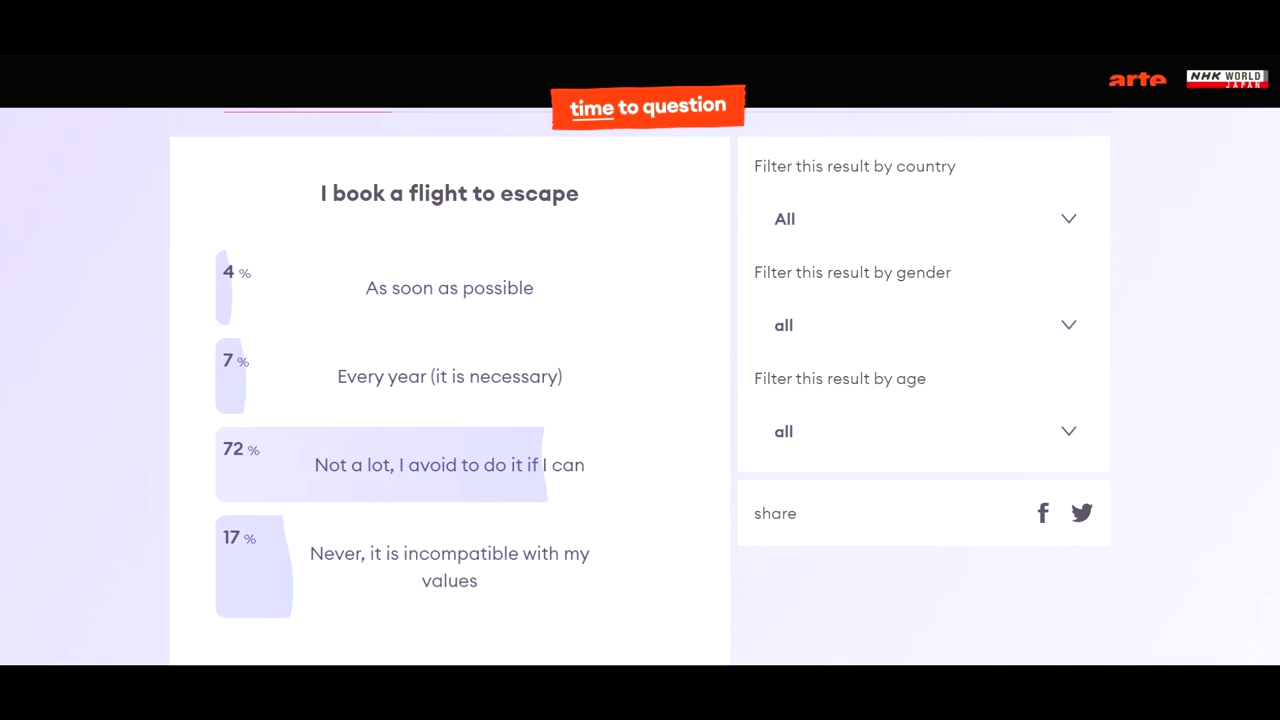 arte
NHK WORLD
JAPAN
time to question
I book a flight to escape
4 %
As soon as possible
7 %
Every year (it is necessary)
72 %
Not a lot, I avoid to do it if I can
17 %
Never, it is incompatible with my
values
Filter this result by country
All
Filter this result by gender
all
Filter this result by age
all
share